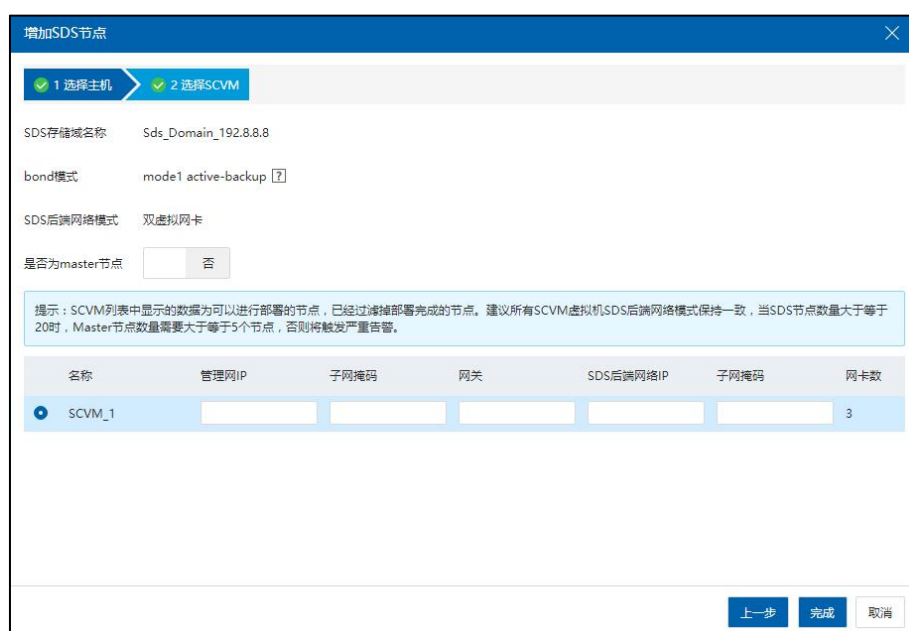 增加SDS节点
1 选择主机
2 选择SCVM
SDS存储域名称 Sds_Domain_192.8.8.8
bond模式 mode1 active-backup ?
SDS后端网络模式 双虚拟网卡
是否为master节点 否
提示：SCVM列表中显示的数据为可以进行部署的节点，已经过滤掉部署完成的节点。建议所有SCVM虚拟机SDS后端网络模式保持一致，当SDS节点数量大于等于
20时，Master节点数量需要大于等于5个节点，否则将触发严重告警。
名称 管理网IP 子网掩码 网关 SDS后端网络IP 子网掩码 网卡数
SCVM_1 3
上一步 完成 取消